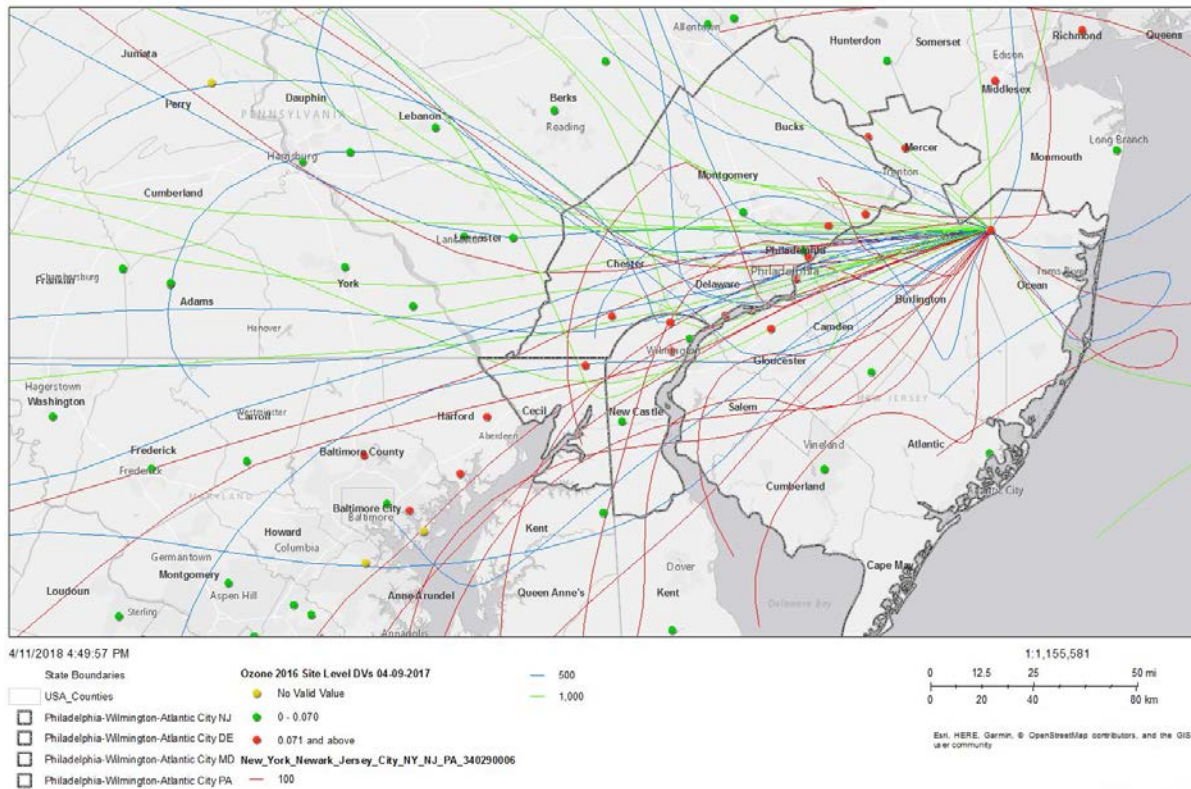 Allentown
Hunterdon
Somerset
Edison
Richmond
Queens
Juniata
Middlesex
Perry
Dauphin
Berks
Lebanon
Reading
PENNSYLVANIA
Bucks
Mercer
Long Branch
Harrisburg
Monmouth
Trenton
Montgomery
Cumberland
Lancaster
Lancaster
Philadelphia
Chester
Philadelphia
Franklin
Chambersburg
York
Delaware
Toms River
Ocean
Adams
Burlington
Hanover
Camden
Wilmington
Gloucester
Hagerstown
Washington
NEW JERSEY
Westminster
Carroll
Harford
Cecil
New Castle
Salem
Aberdeen
Vineland
Atlantic
Frederick
Baltimore County
Frederick
Cumberland
MARYLAND
Atlantic City
Baltimore City
Baltimore
Howard
Kent
Columbia
Germantown
Montgomery
Dover
Cape May
Loudoun
Aspen Hill
Anne Arundel
Queen Anne's
Kent
Sterling
Delaware Bay
Annapolis
4/11/2018 4:49:57 PM
1:1,155,581
State Boundaries
Ozone 2016 Site Level DVs 04-09-2017
500
0 12.5 25 50 mi
USA_Counties
No Valid Value
1,000
0 20 40 80 km
Philadelphia-Wilmington-Atlantic City NJ
0 - 0.070
Philadelphia-Wilmington-Atlantic City DE
0.071 and above
Esri, HERE, Garmin, © OpenStreetMap contributors, and the GIS
user community
Philadelphia-Wilmington-Atlantic City MD
New_York_Newark_Jersey_City_NY_NJ_PA_340290006
Philadelphia-Wilmington-Atlantic City PA
100